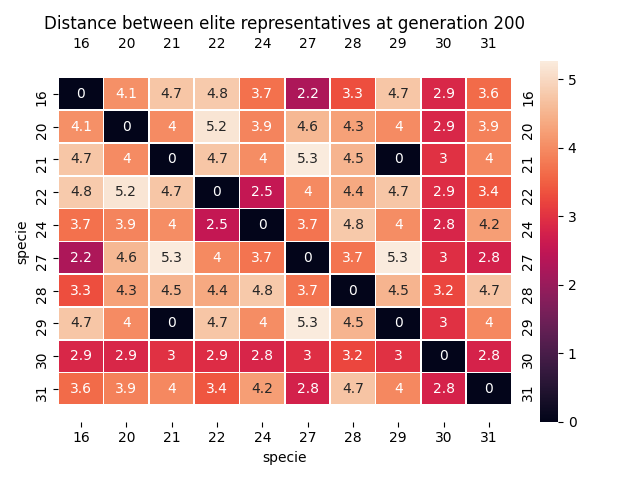 Distance between elite representatives at generation 200
16 20 21 22 24 27 28 29 30 31
16 0 4.1 4.7 4.8 3.7 2.2 3.3 4.7 2.9 3.6 16
20 4.1 0 4 5.2 3.9 4.6 4.3 4 2.9 3.9 20
21 4.7 4 0 4.7 4 5.3 4.5 0 3 4 21
22 4.8 5.2 4.7 0 2.5 4 4.4 4.7 2.9 3.4 22
24 3.7 3.9 4 2.5 0 3.7 4.8 4 2.8 4.2 24
27 2.2 4.6 5.3 4 3.7 0 3.7 5.3 3 2.8 27
28 3.3 4.3 4.5 4.4 4.8 3.7 0 4.5 3.2 4.7 28
29 4.7 4 0 4.7 4 5.3 4.5 0 3 4 29
30 2.9 2.9 3 2.9 2.8 3 3.2 3 0 2.8 30
31 3.6 3.9 4 3.4 4.2 2.8 4.7 4 2.8 0 31
16 20 21 22 24 27 28 29 30 31
specie
specie
5
4
3
2
1
0